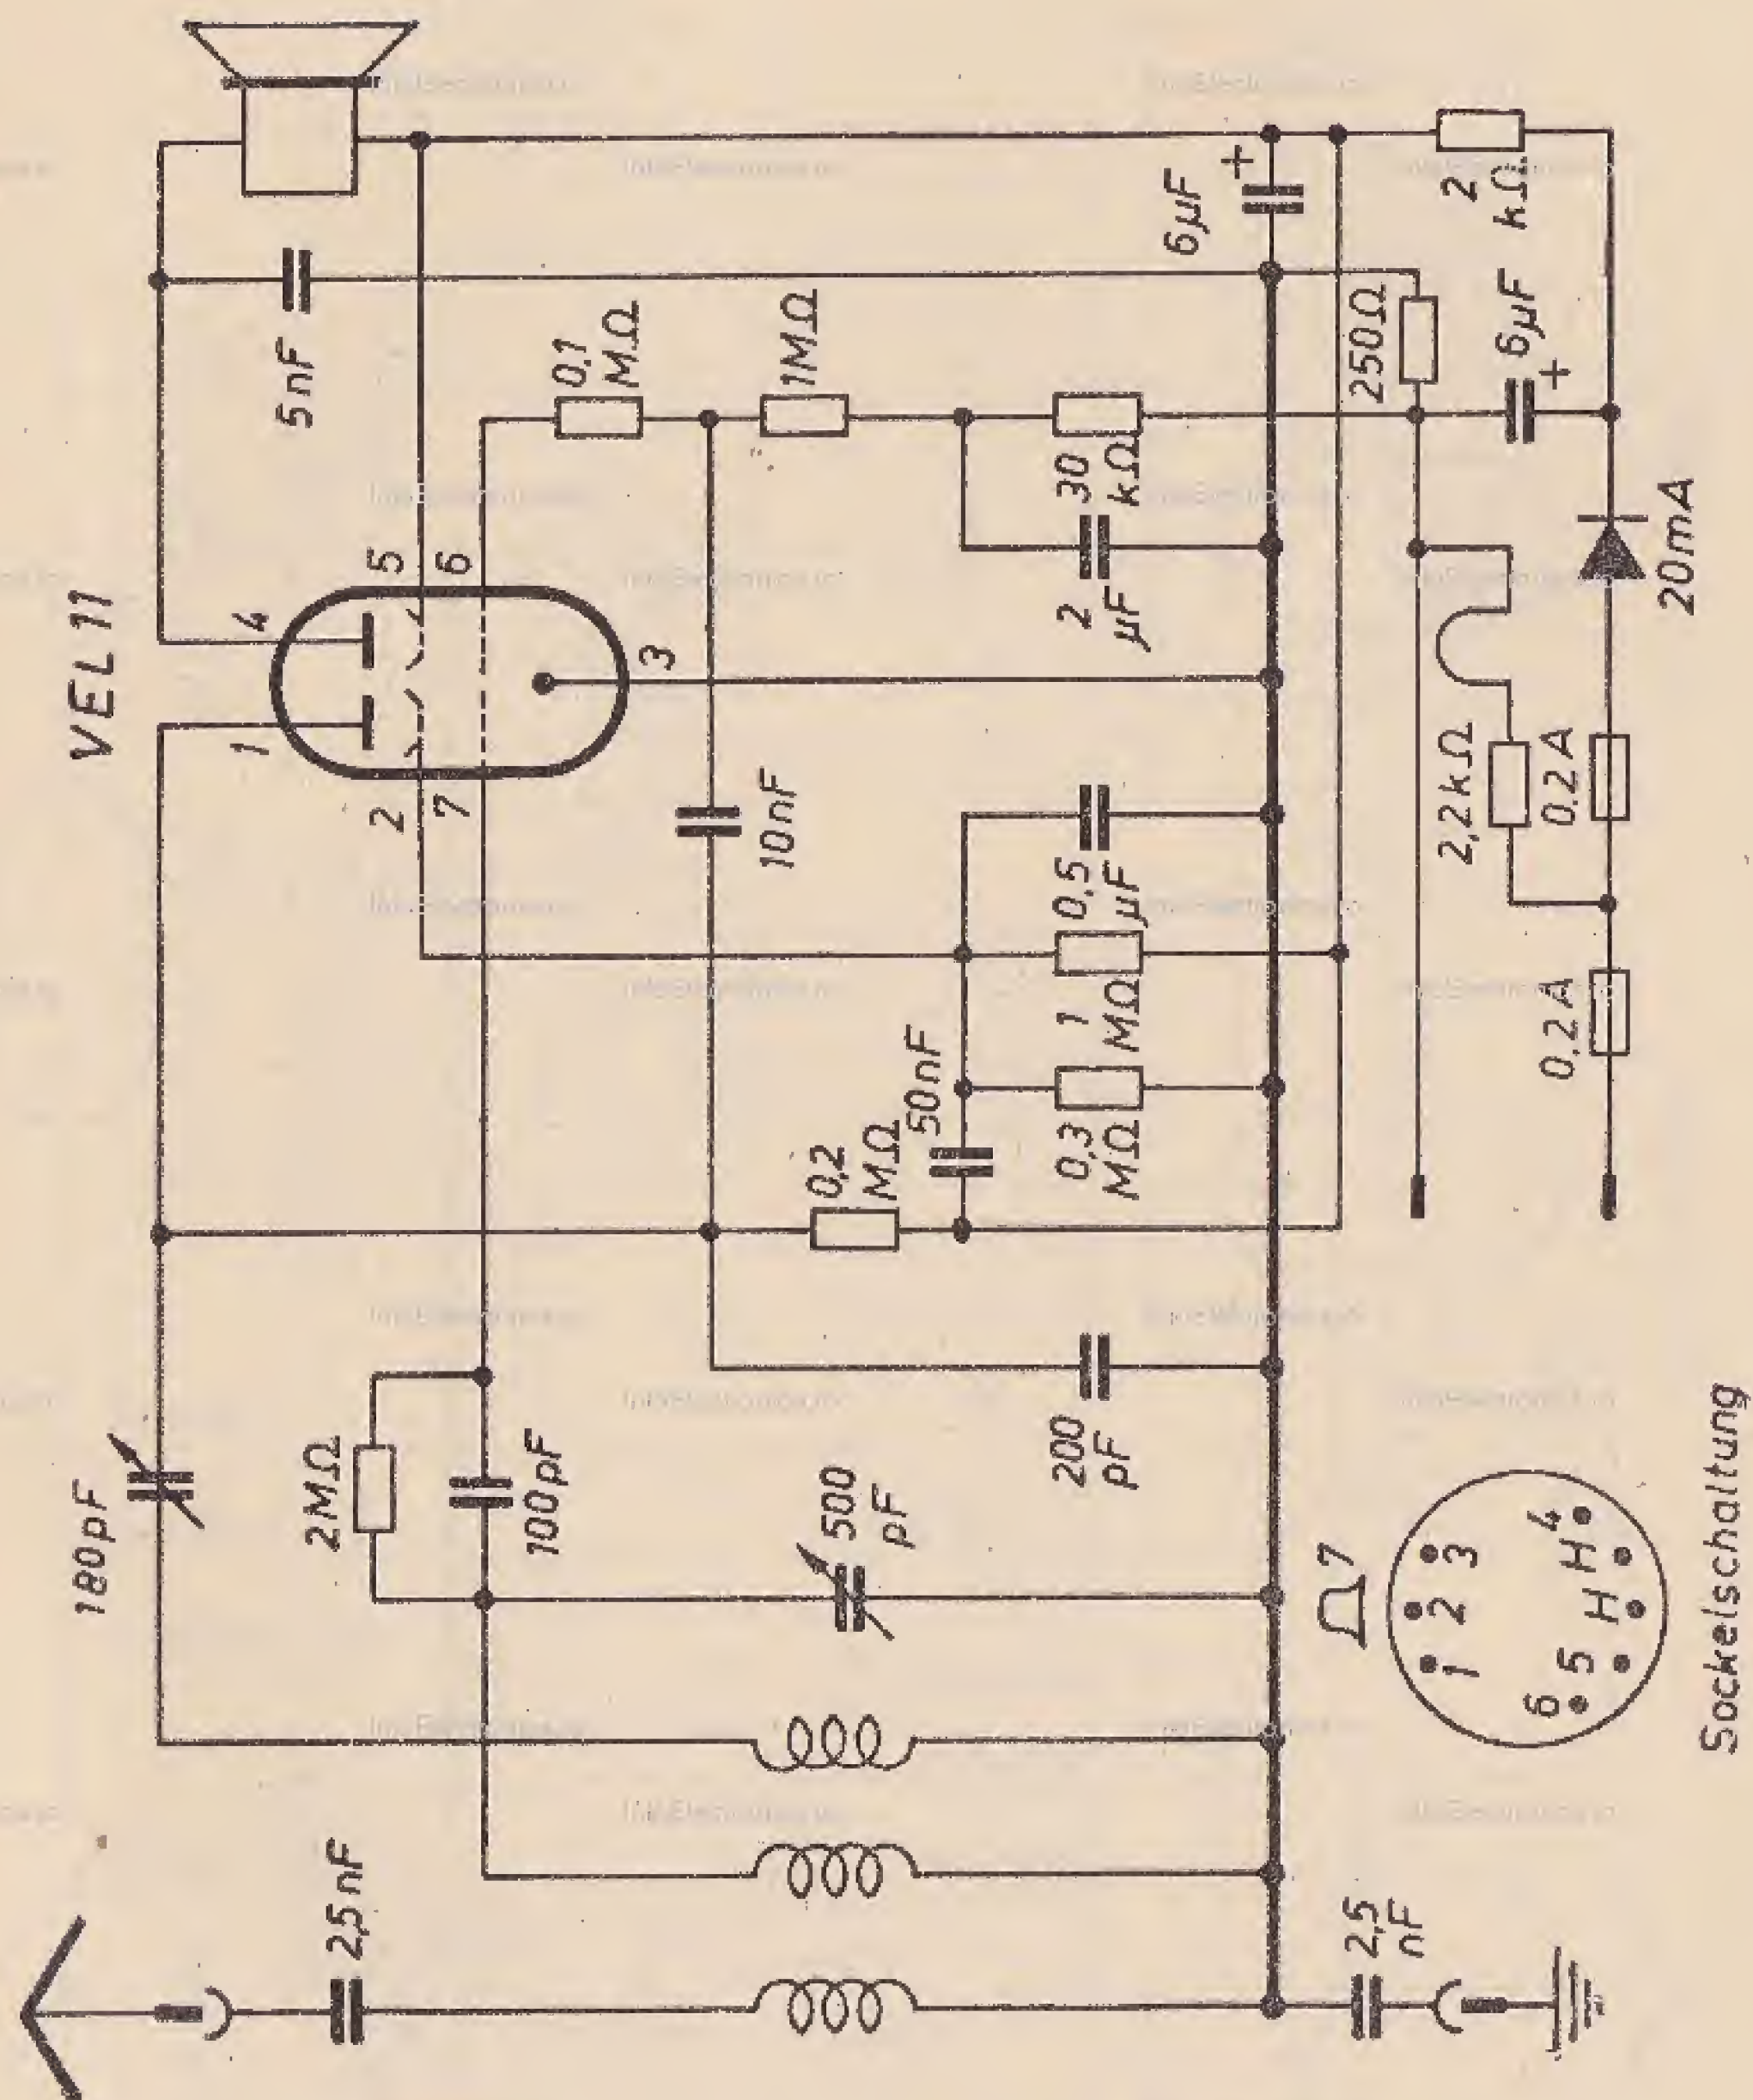 VEL 11
180pF
2MΩ
100pF
2,5nF
500
pF
200
pF
2,5
nF
1
4
2
7
5
6
3
10nF
5nF
0,1
MΩ
1MΩ
0,2
MΩ
50nF
0,3
MΩ
1
MΩ
0,5
µF
2
µF
30
kΩ
6µF
+
250Ω
2
kΩ
6µF
+
2,2kΩ
0,2A
0,2A
20mA
7
1
2
3
4
H
H
5
6
Sockelschaltung